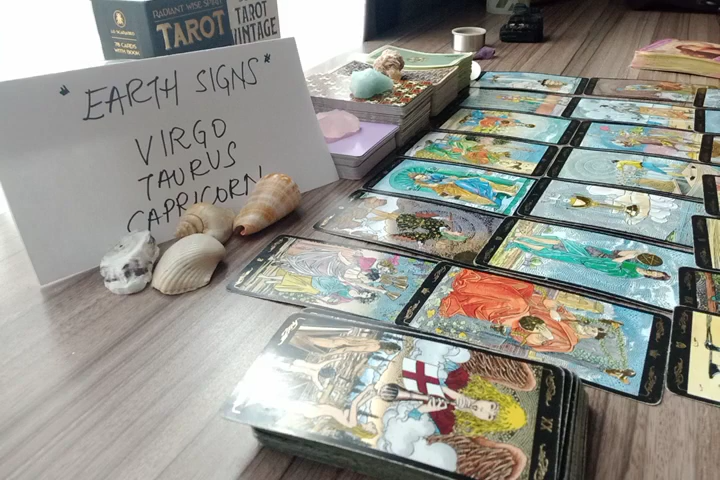 RADIANT WISE SPIRIT
TAROT
78 CARDS
WITH BOOK
TAROT
VINTAGE
"EARTH SIGNS"
VIRGO
TAURUS
CAPRICORN
XX